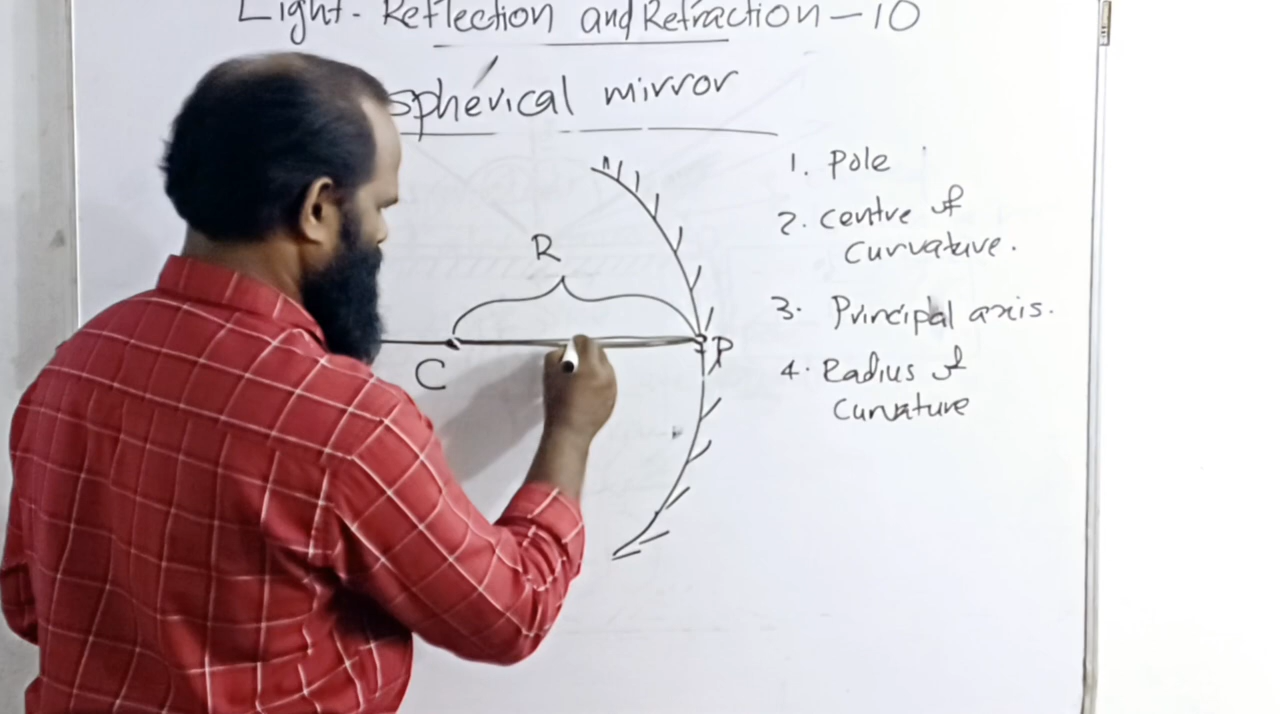 Light - Reflection and Refraction - 10
spherical mirror
1. Pole
2. Centre of
Curvature.
3. Principal axis.
4. Radius of
Curvature
R
C
P